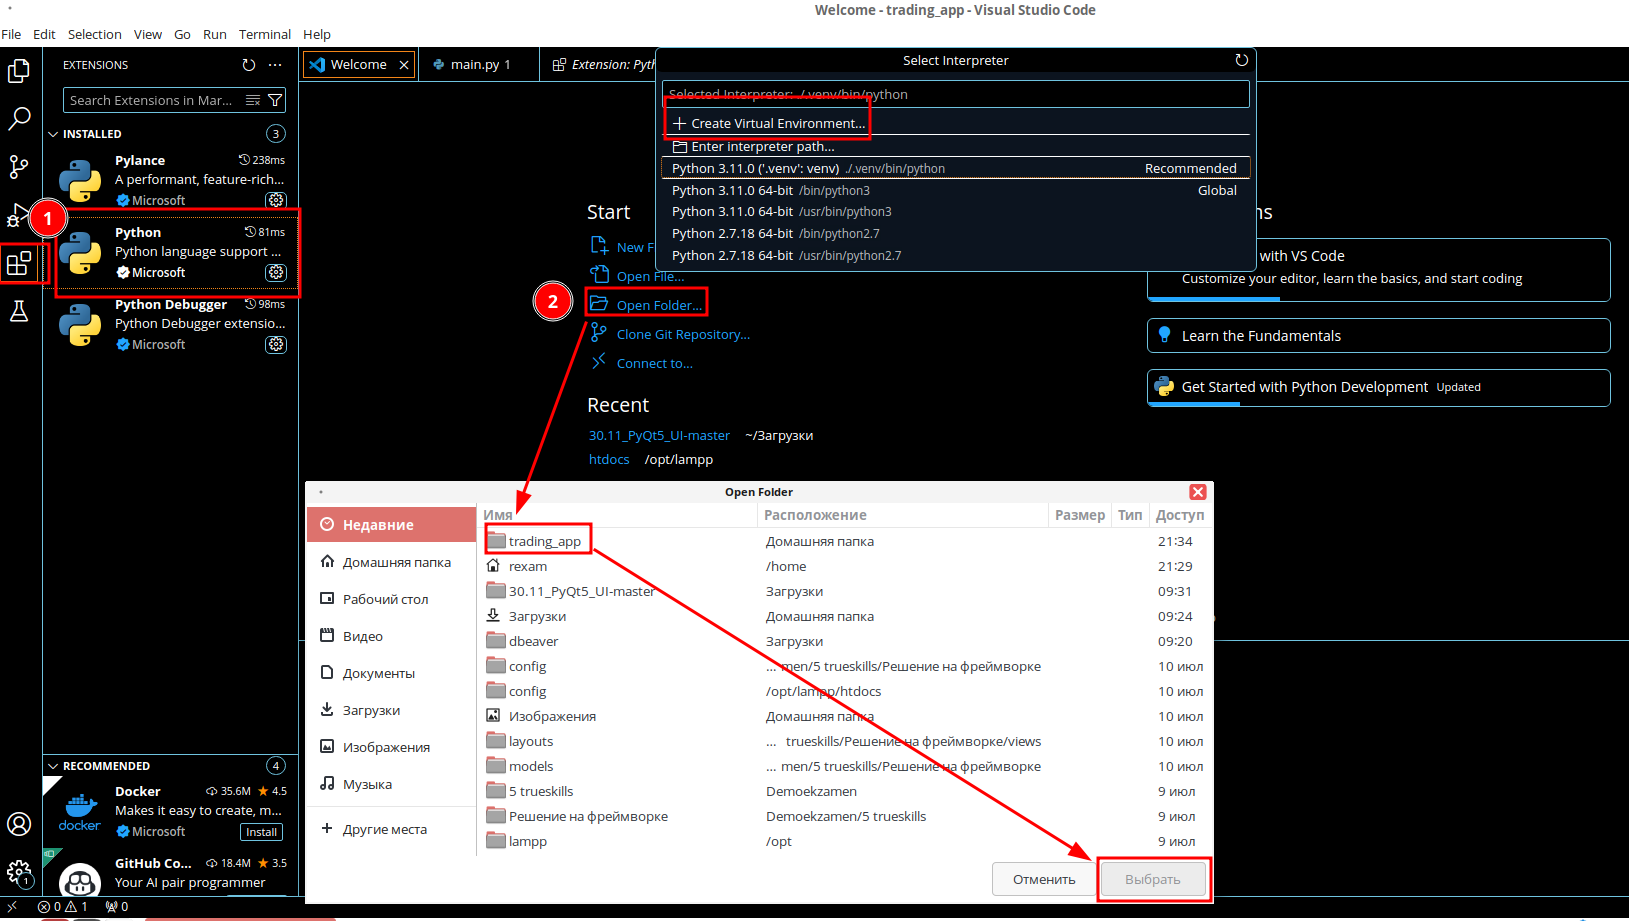 Welcome - trading_app - Visual Studio Code
File Edit Selection View Go Run Terminal Help
EXTENSIONS
Search Extensions in Mar...
INSTALLED 3
Pylance 238ms
A performant, feature-rich...
Microsoft
1
Python 81ms
Python language support ...
Microsoft
Python Debugger 98ms
Python Debugger extensio...
Microsoft
RECOMMENDED 4
Docker 35.6M 4.5
Makes it easy to create, m...
Microsoft Install
docker
GitHub Co... 18.4M 3.5
Your AI pair programmer
1
0 1 0
Welcome main.py 1 Extension: Pyth
Select Interpreter
Selected Interpreter: ./.venv/bin/python
Create Virtual Environment...
Enter interpreter path...
Python 3.11.0 ('.venv': venv) ./.venv/bin/python Recommended
Python 3.11.0 64-bit /bin/python3 Global
Python 3.11.0 64-bit /usr/bin/python3
Python 2.7.18 64-bit /bin/python2.7
Python 2.7.18 64-bit /usr/bin/python2.7
Start
New F
Open File...
2
Open Folder...
Clone Git Repository...
Connect to...
Recent
30.11_PyQt5_UI-master ~/Загрузки
htdocs /opt/lampp
ns
with VS Code
Customize your editor, learn the basics, and start coding
Learn the Fundamentals
Get Started with Python Development Updated
Open Folder
Недавние
Домашняя папка
Рабочий стол
Видео
Документы
Загрузки
Изображения
Музыка
Другие места
Имя Расположение Размер Тип Доступ
trading_app Домашняя папка 21:34
rexam /home 21:29
30.11_PyQt5_UI-master Загрузки 09:31
Загрузки Домашняя папка 09:24
dbeaver Загрузки 09:20
config ... men/5 trueskills/Решение на фреймворке 10 июл
config /opt/lampp/htdocs 10 июл
Изображения Домашняя папка 10 июл
layouts ... trueskills/Решение на фреймворке/views 10 июл
models ... men/5 trueskills/Решение на фреймворке 10 июл
5 trueskills Demoekzamen 9 июл
Решение на фреймворке Demoekzamen/5 trueskills 9 июл
lampp /opt 9 июл
Отменить Выбрать